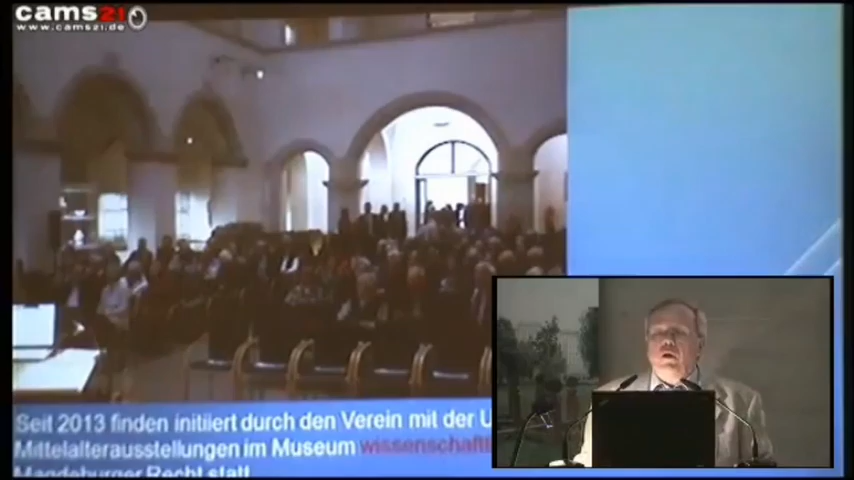 cams21
www.cams21.de
Seit 2013 finden initiiert durch den Verein mit der U
Mittelalterausstellungen im Museum wissenschaftl
Magdeburger Recht statt